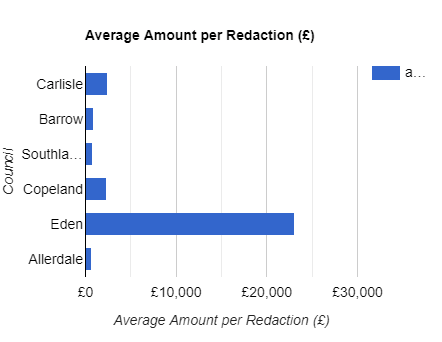 Average Amount per Redaction (£)
a...
Carlisle
Barrow
Southla...
Copeland
Eden
Allerdale
Council
£0 £10,000 £20,000 £30,000
Average Amount per Redaction (£)